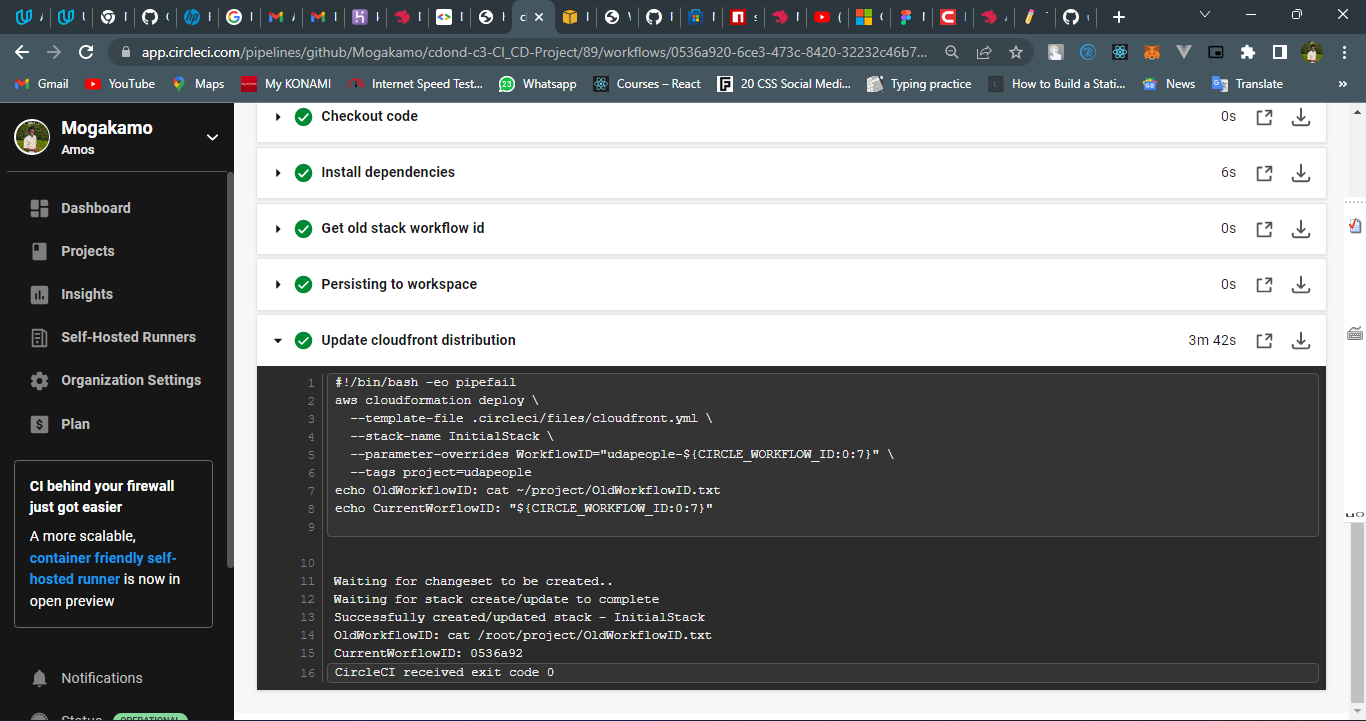 app.circleci.com/pipelines/github/Mogakamo/cdond-c3-CI_CD-Project/89/workflows/0536a920-6ce3-473c-8420-32232c46b7...
Gmail YouTube Maps My KONAMI Internet Speed Test... Whatsapp Courses – React 20 CSS Social Medi... Typing practice How to Build a Stati... News Translate
Mogakamo
Amos
Dashboard
Projects
Insights
Self-Hosted Runners
Organization Settings
Plan
CI behind your firewall
just got easier
A more scalable,
container friendly self-
hosted runner is now in
open preview
Notifications
Status OPERATIONAL
Checkout code 0s
Install dependencies 6s
Get old stack workflow id 0s
Persisting to workspace 0s
Update cloudfront distribution 3m 42s
1 #!/bin/bash -eo pipefail
2 aws cloudformation deploy \
3 --template-file .circleci/files/cloudfront.yml \
4 --stack-name InitialStack \
5 --parameter-overrides WorkflowID="udapeople-${CIRCLE_WORKFLOW_ID:0:7}" \
6 --tags project=udapeople
7 echo OldWorkflowID: cat ~/project/OldWorkflowID.txt
8 echo CurrentWorflowID: "${CIRCLE_WORKFLOW_ID:0:7}"
9
10
11 Waiting for changeset to be created..
12 Waiting for stack create/update to complete
13 Successfully created/updated stack - InitialStack
14 OldWorkflowID: cat /root/project/OldWorkflowID.txt
15 CurrentWorflowID: 0536a92
16 CircleCI received exit code 0